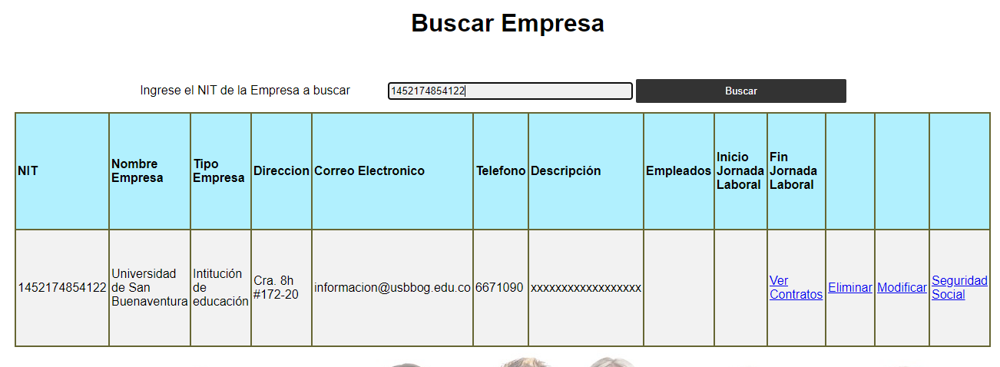 Buscar Empresa
Ingrese el NIT de la Empresa a buscar 1452174854122 Buscar
NIT
Nombre
Empresa
Tipo
Empresa
Direccion
Correo Electronico
Telefono
Descripción
Empleados
Inicio
Jornada
Laboral
Fin
Jornada
Laboral
1452174854122
Universidad
de San
Buenaventura
Intitución
de
educación
Cra. 8h
#172-20
informacion@usbbog.edu.co
6671090
xxxxxxxxxxxxxxxxxx
Ver
Contratos
Eliminar
Modificar
Seguridad
Social